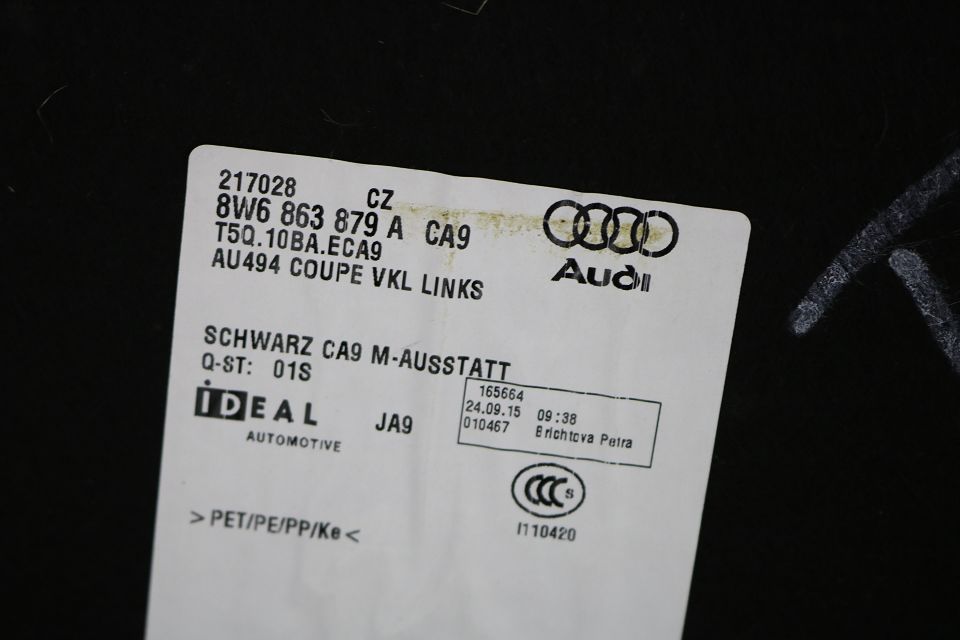 217028 CZ
8W6 863 879 A CA9
T5Q.10BA.ECA9
AU494 COUPE VKL LINKS
Audi
SCHWARZ CA9 M-AUSSTATT
Q-ST: 01S
iDEAL
AUTOMOTIVE
JA9
165664
24.09.15 09:38
010467 Brichtova Petra
CCC S
I110420
>PET/PE/PP/Ke<